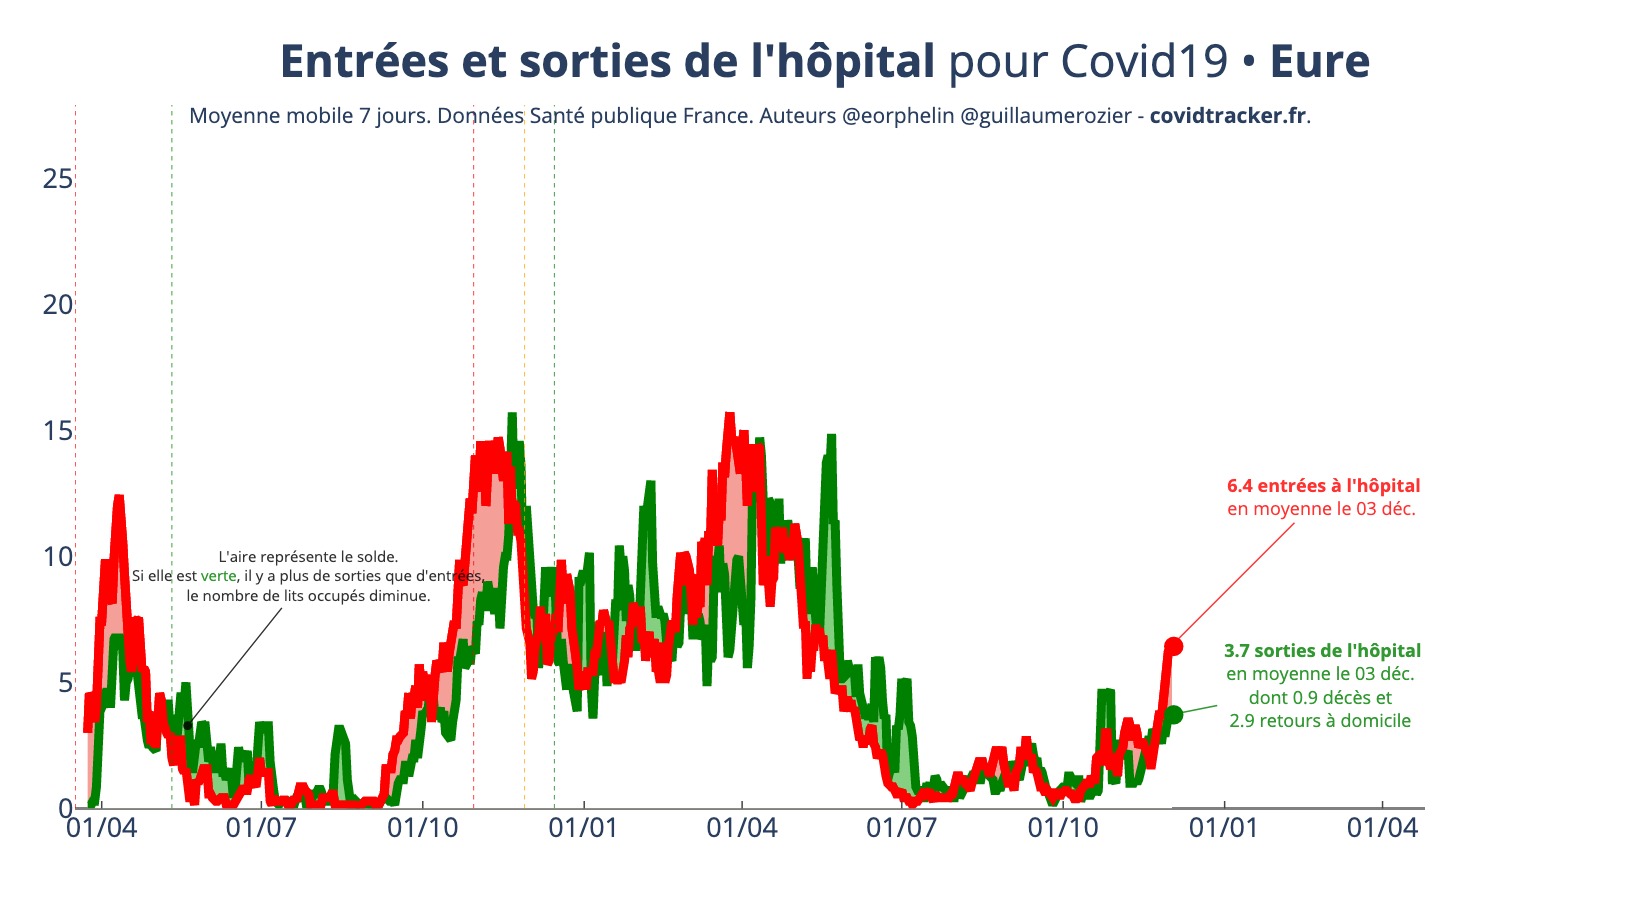 Entrées et sorties de l'hôpital pour Covid19 • Eure
Moyenne mobile 7 jours. Données Santé publique France. Auteurs @eorphelin @guillaumerozier - covidtracker.fr.
25
20
15
10
5
0
L'aire représente le solde.
Si elle est verte, il y a plus de sorties que d'entrées,
le nombre de lits occupés diminue.
6.4 entrées à l'hôpital
en moyenne le 03 déc.
3.7 sorties de l'hôpital
en moyenne le 03 déc.
dont 0.9 décès et
2.9 retours à domicile
01/04 01/07 01/10 01/01 01/04 01/07 01/10 01/01 01/04